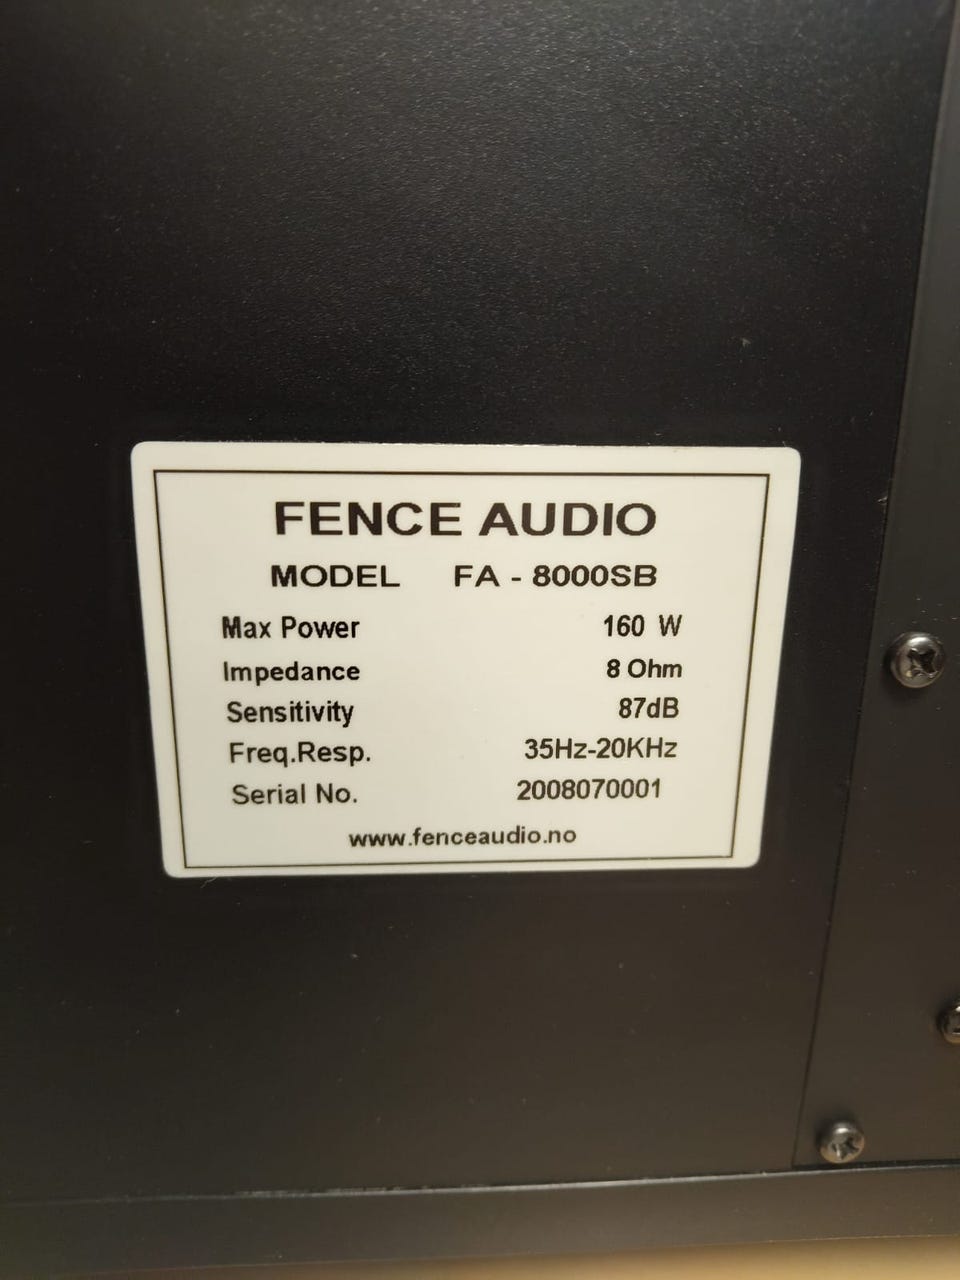 FENCE AUDIO
MODEL FA - 8000SB
Max Power 160 W
Impedance 8 Ohm
Sensitivity 87dB
Freq.Resp. 35Hz-20KHz
Serial No. 2008070001
www.fenceaudio.no